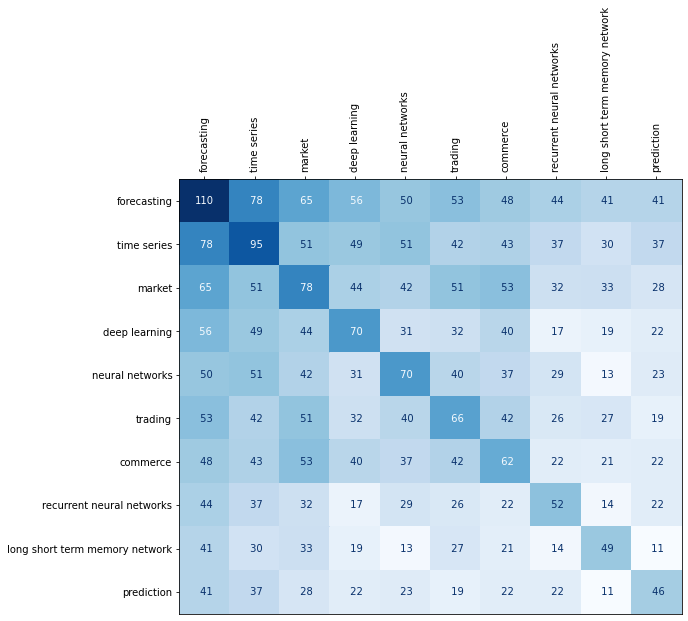 forecasting
time series
market
deep learning
neural networks
trading
commerce
recurrent neural networks
long short term memory network
prediction
forecasting 110 78 65 56 50 53 48 44 41 41
time series 78 95 51 49 51 42 43 37 30 37
market 65 51 78 44 42 51 53 32 33 28
deep learning 56 49 44 70 31 32 40 17 19 22
neural networks 50 51 42 31 70 40 37 29 13 23
trading 53 42 51 32 40 66 42 26 27 19
commerce 48 43 53 40 37 42 62 22 21 22
recurrent neural networks 44 37 32 17 29 26 22 52 14 22
long short term memory network 41 30 33 19 13 27 21 14 49 11
prediction 41 37 28 22 23 19 22 22 11 46